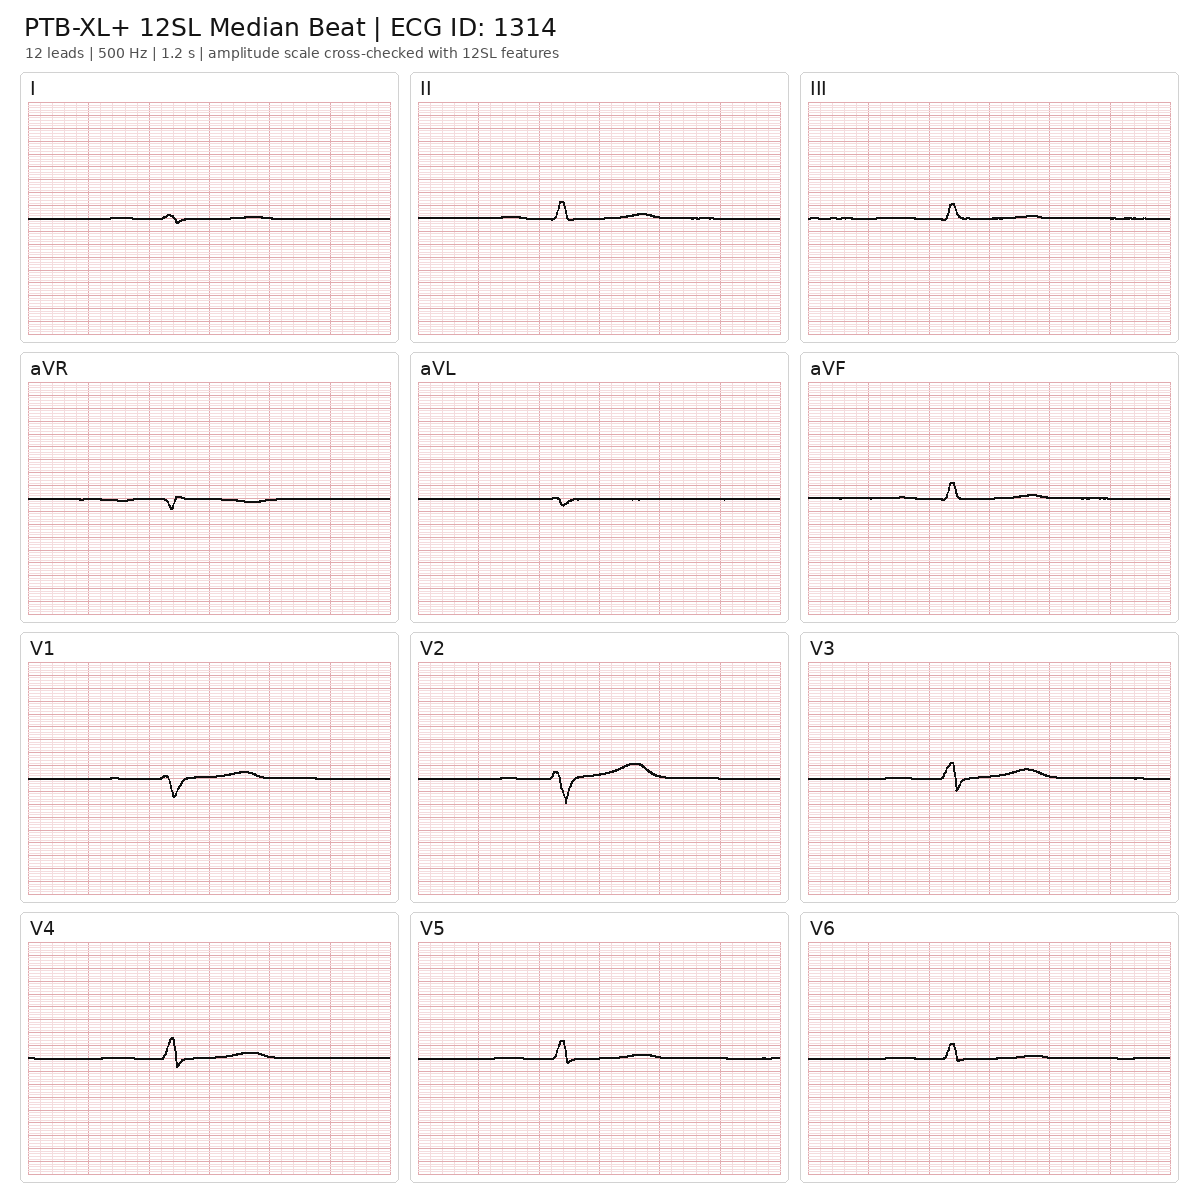 PTB-XL+ 12SL Median Beat | ECG ID: 1314
12 leads | 500 Hz | 1.2 s | amplitude scale cross-checked with 12SL features
I
II
III
aVR
aVL
aVF
V1
V2
V3
V4
V5
V6